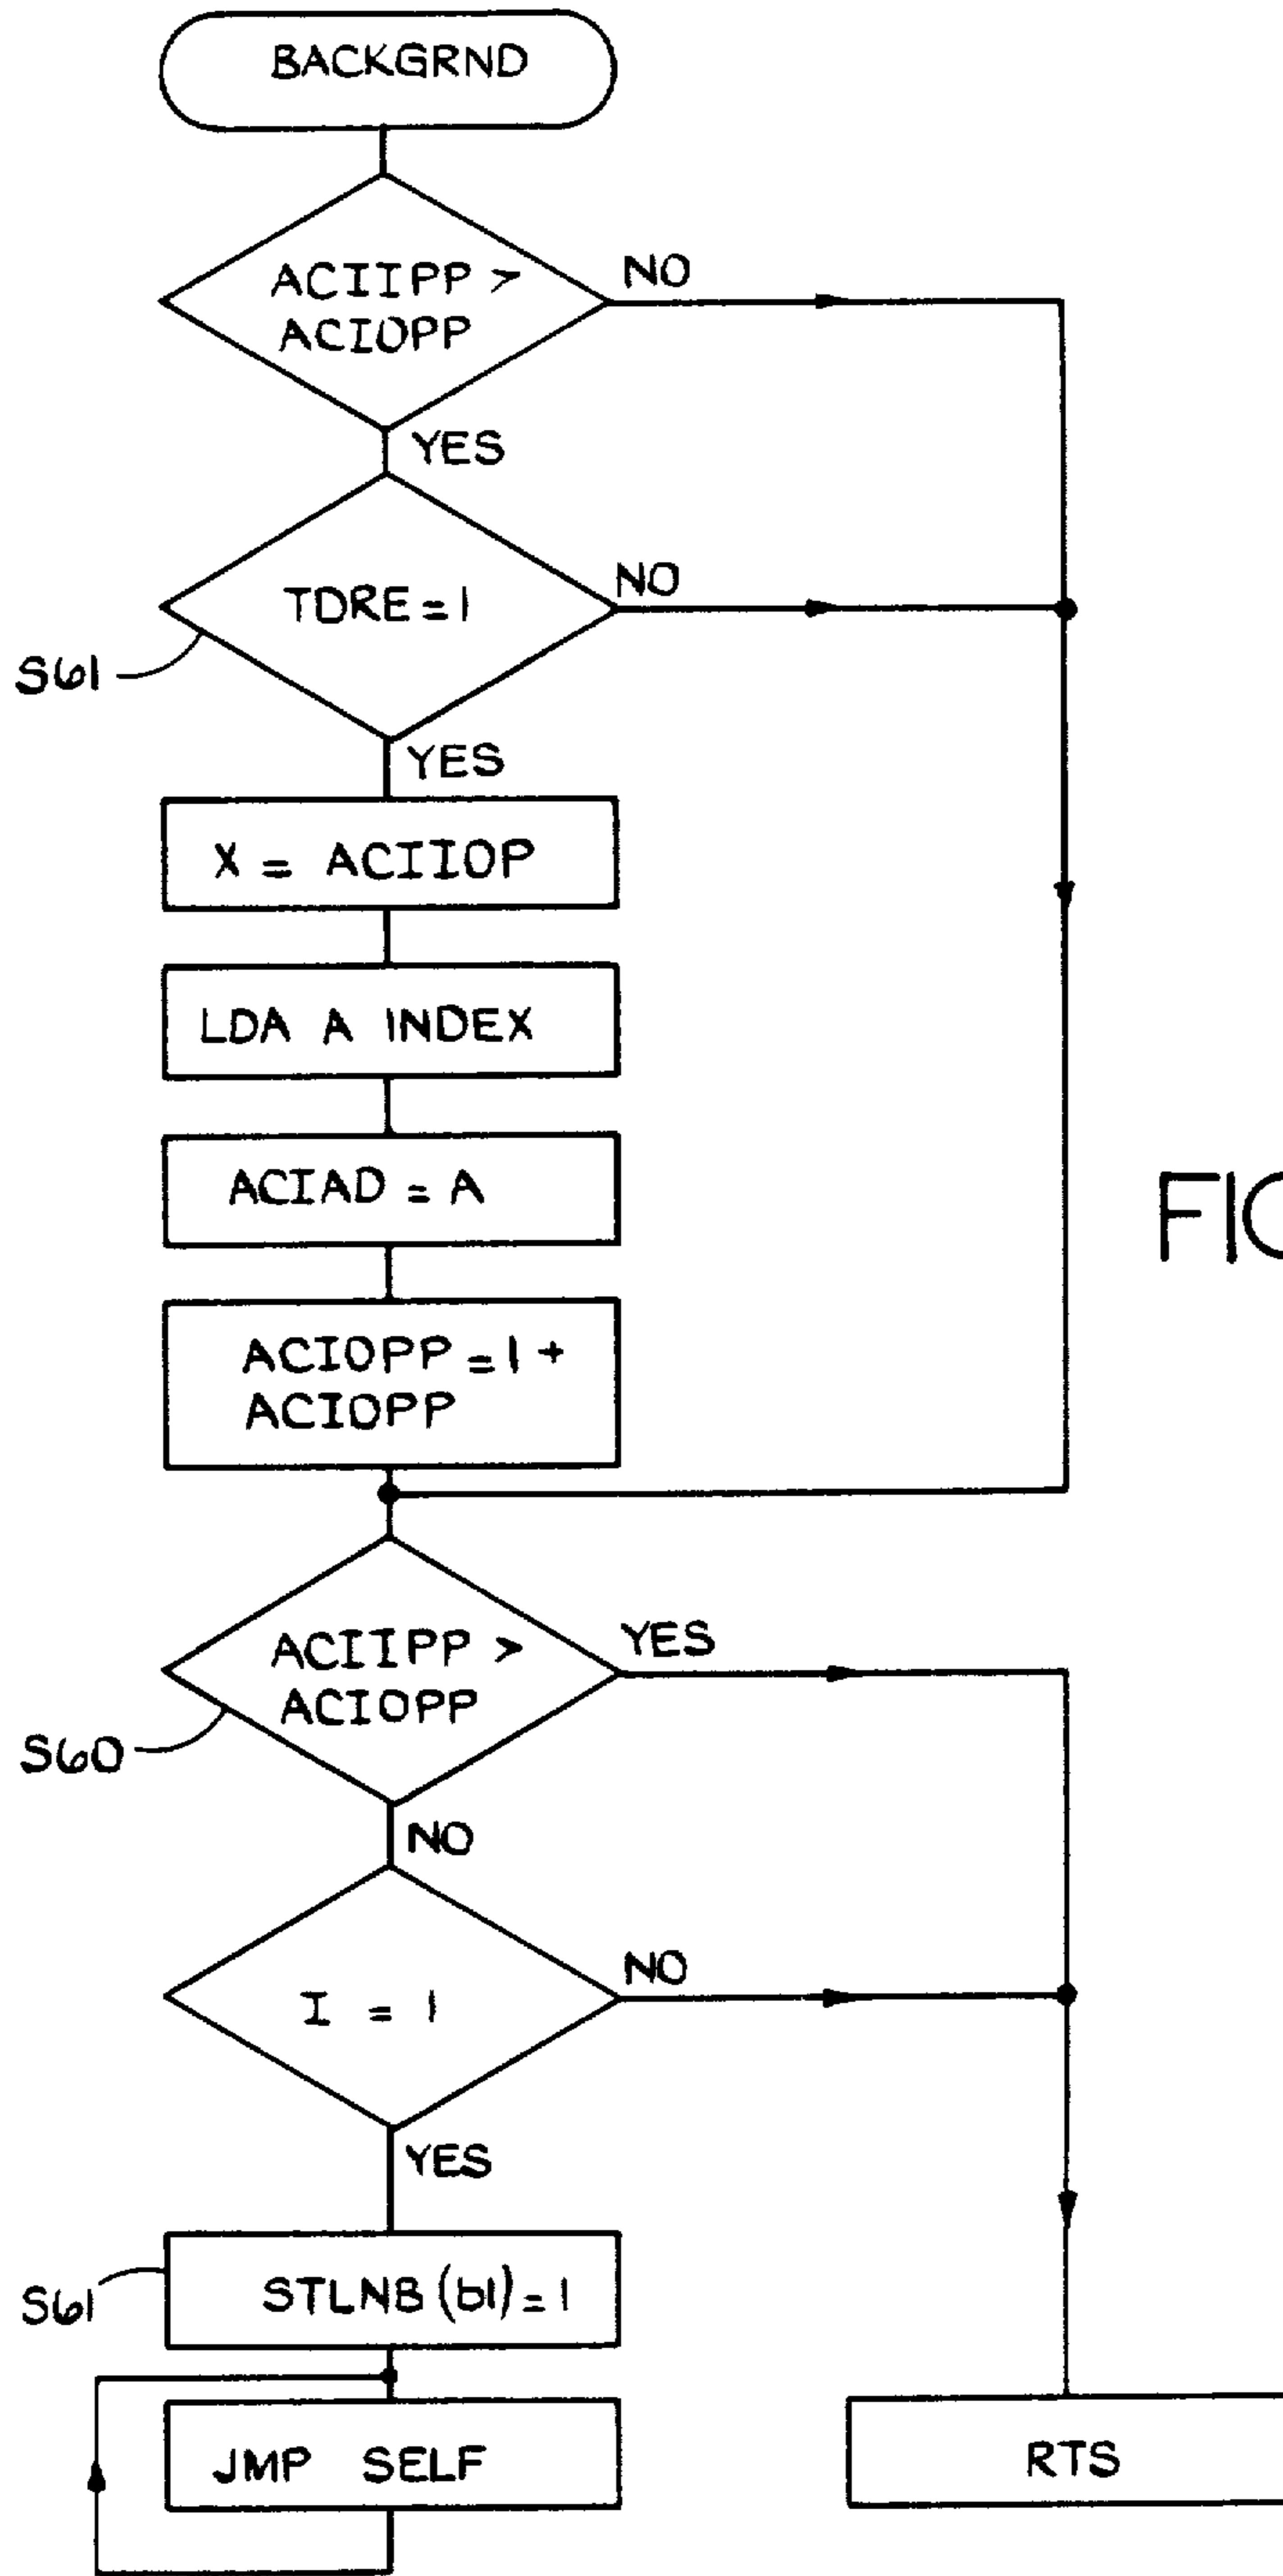 BACKGRND
ACIIPP >
ACIOPP
NO
YES
TDRE = 1
NO
S61
YES
X = ACIIOP
LDA A INDEX
ACIAD = A
FIG
ACIOPP = 1 +
ACIOPP
ACIIPP >
ACIOPP
YES
S60
NO
I = 1
NO
YES
S61
STLNB (b1) = 1
JMP SELF
RTS